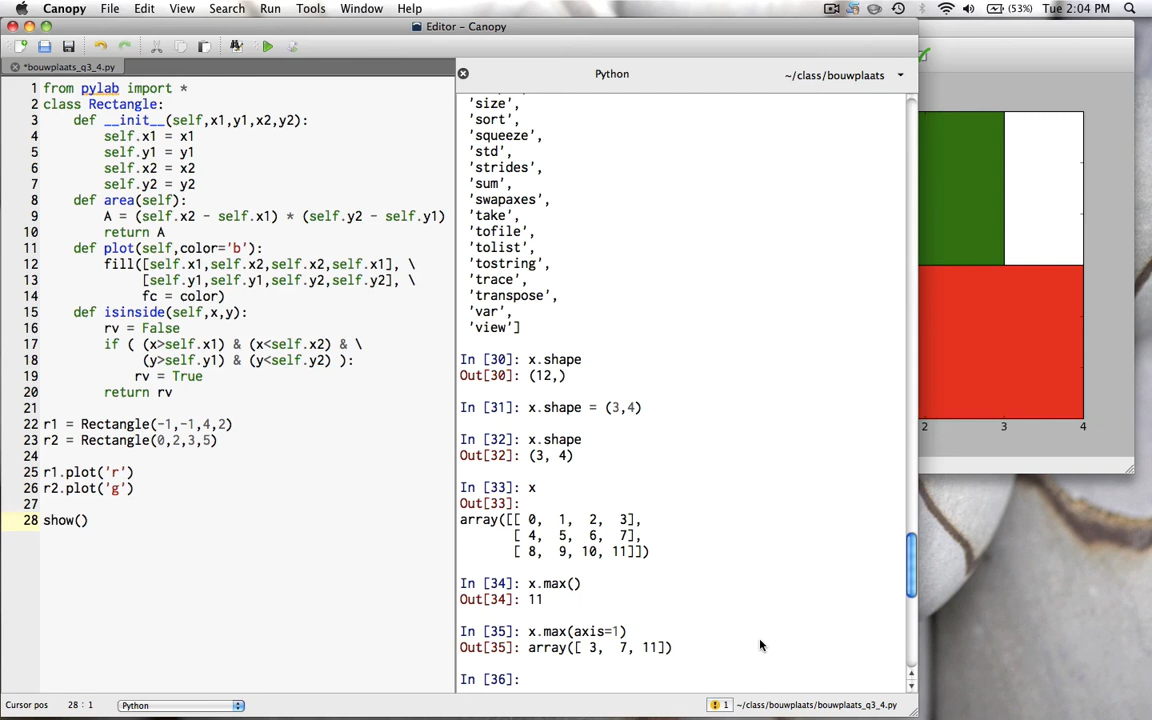 Canopy File Edit View Search Run Tools Window Help (53%) Tue 2:04 PM
Editor - Canopy
*bouwplaats_q3_4.py
1 from pylab import *
2 class Rectangle:
3 def __init__(self,x1,y1,x2,y2):
4 self.x1 = x1
5 self.y1 = y1
6 self.x2 = x2
7 self.y2 = y2
8 def area(self):
9 A = (self.x2 - self.x1) * (self.y2 - self.y1)
10 return A
11 def plot(self,color='b'):
12 fill([self.x1,self.x2,self.x2,self.x1], \
13 [self.y1,self.y1,self.y2,self.y2], \
14 fc = color)
15 def isinside(self,x,y):
16 rv = False
17 if ( (x>self.x1) & (x<self.x2) & \
18 (y>self.y1) & (y<self.y2) ):
19 rv = True
20 return rv
21
22 r1 = Rectangle(-1,-1,4,2)
23 r2 = Rectangle(0,2,3,5)
24
25 r1.plot('r')
26 r2.plot('g')
27
28 show()
Cursor pos 28 : 1 Python
Python ~/class/bouwplaats
'size',
'sort',
'squeeze',
'std',
'strides',
'sum',
'swapaxes',
'take',
'tofile',
'tolist',
'tostring',
'trace',
'transpose',
'var',
'view']
In [30]: x.shape
Out[30]: (12,)
In [31]: x.shape = (3,4)
In [32]: x.shape
Out[32]: (3, 4)
In [33]: x
Out[33]:
array([[ 0, 1, 2, 3],
[ 4, 5, 6, 7],
[ 8, 9, 10, 11]])
In [34]: x.max()
Out[34]: 11
In [35]: x.max(axis=1)
Out[35]: array([ 3, 7, 11])
In [36]:
1 ~/class/bouwplaats/bouwplaats_q3_4.py
2 3 4